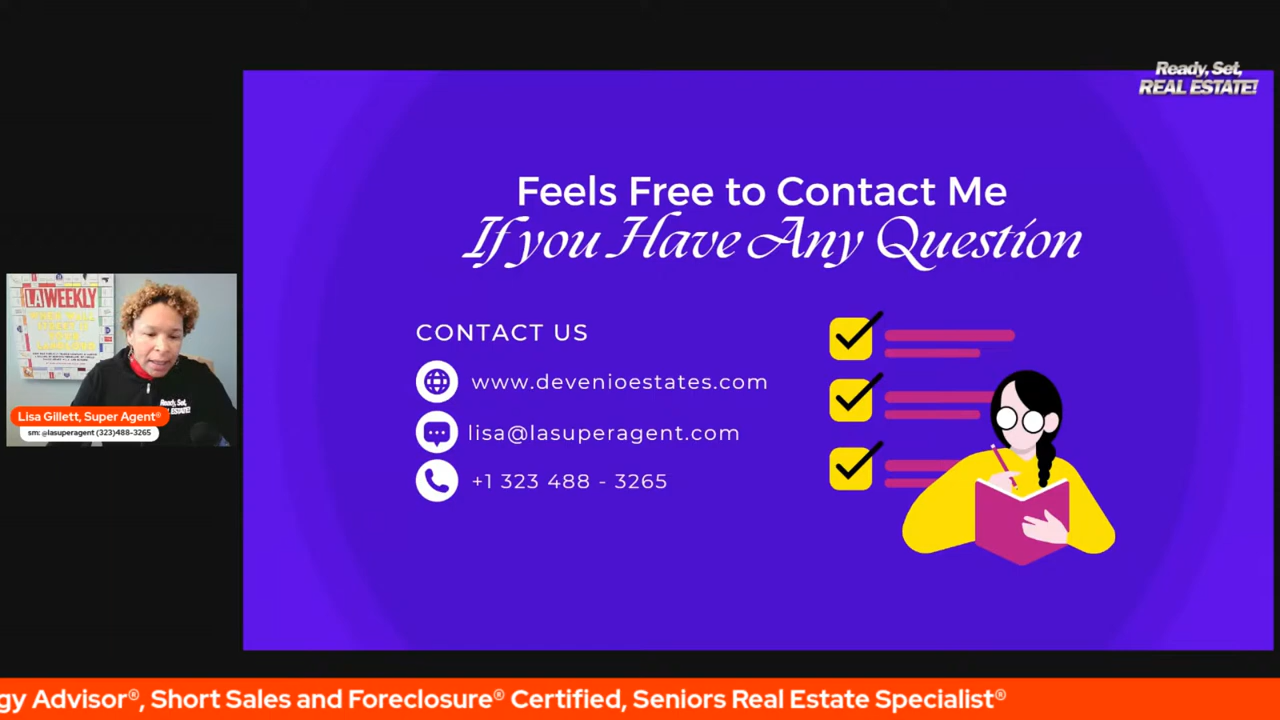 Ready, Set,
REAL ESTATE!
Feels Free to Contact Me
If you Have Any Question
CONTACT US
www.devenioestates.com
lisa@lasuperagent.com
+1 323 488 - 3265
LA WEEKLY
Ready, Set,
Lisa Gillett, Super Agent®
sm: @lasuperagent (323)488-3265
gy Advisor®, Short Sales and Foreclosure® Certified, Seniors Real Estate Specialist®